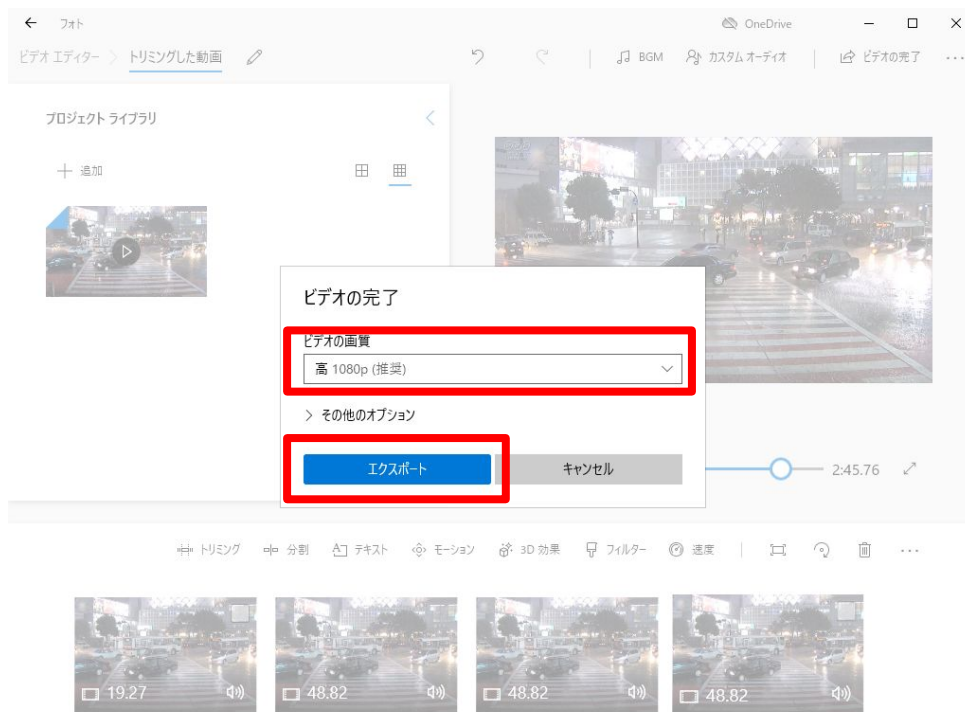 フォト
OneDrive
ビデオ エディター
トリミングした動画
BGM
カスタム オーディオ
ビデオの完了
プロジェクト ライブラリ
追加
ビデオの完了
ビデオの画質
高 1080p (推奨)
その他のオプション
エクスポート
キャンセル
2:45.76
トリミング
分割
テキスト
モーション
3D 効果
フィルター
速度
19.27
48.82
48.82
48.82